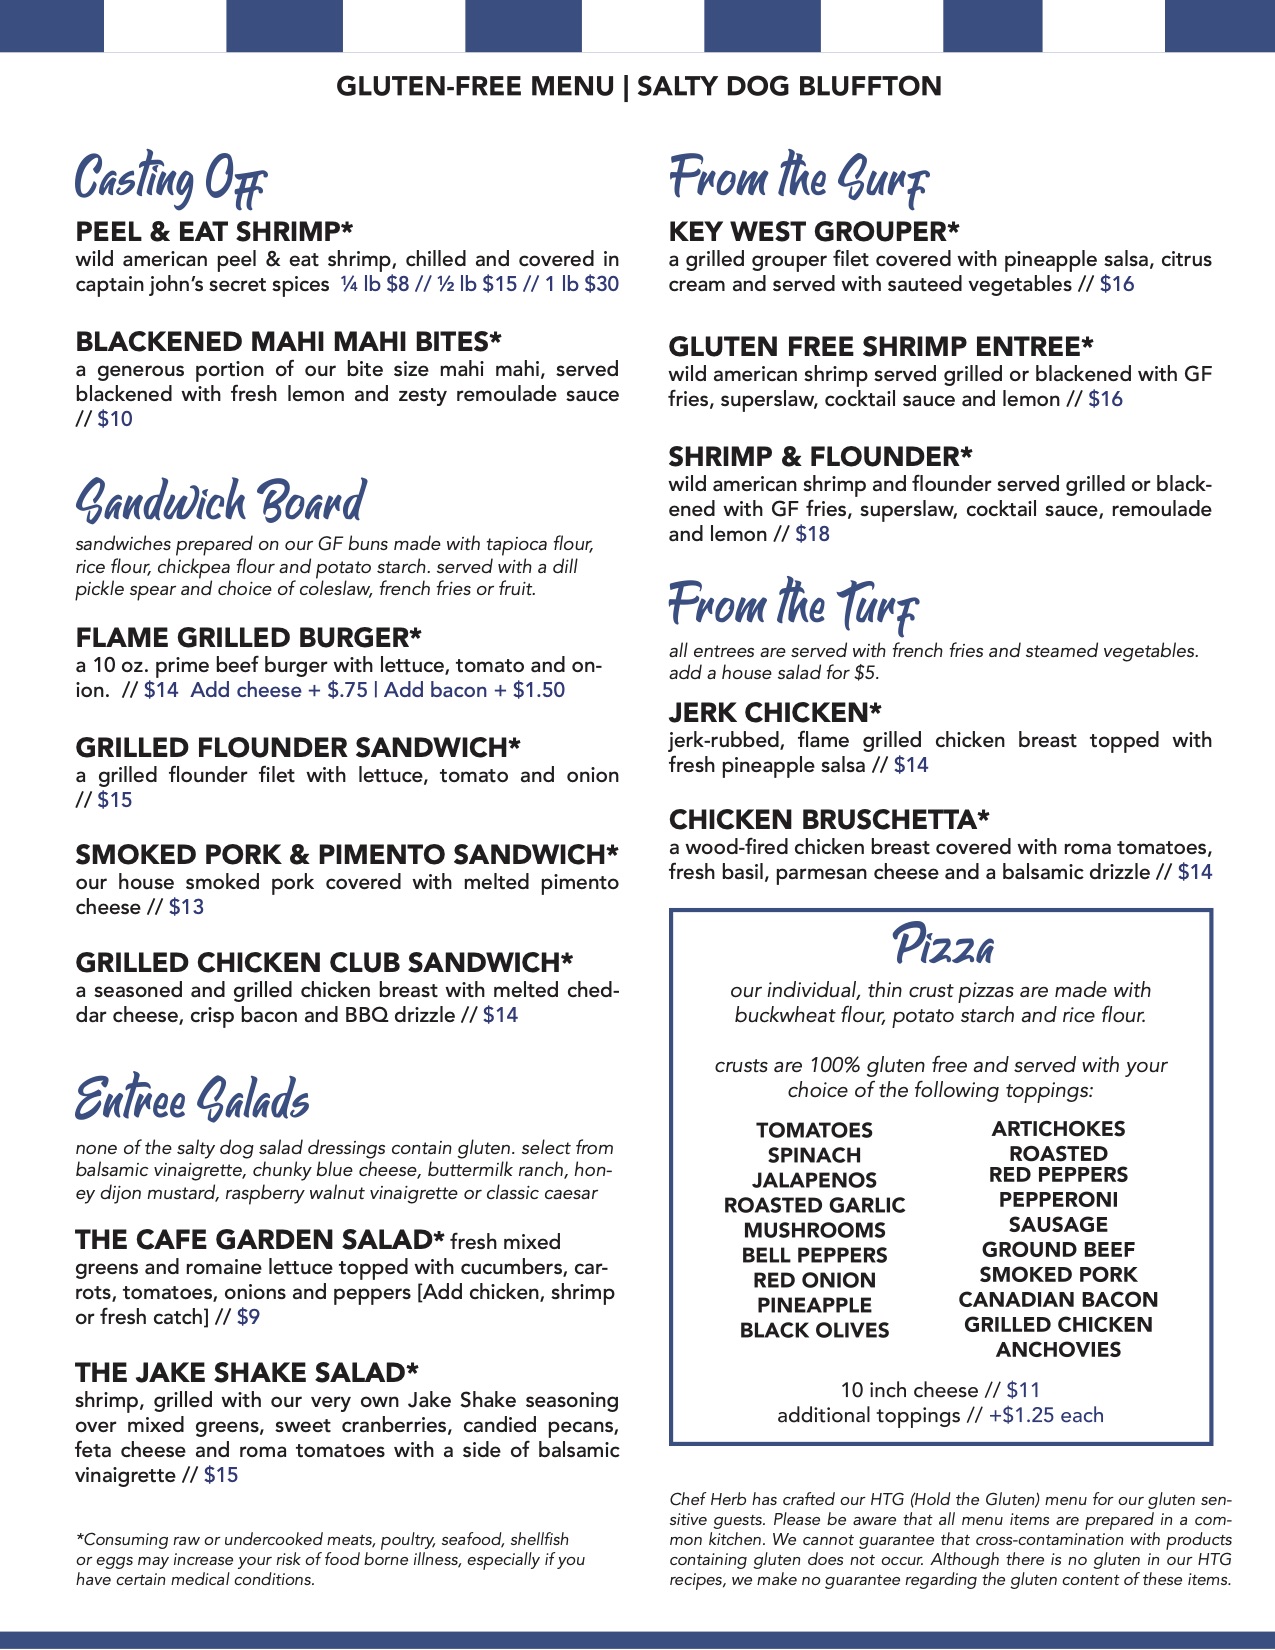 GLUTEN-FREE MENU | SALTY DOG BLUFFTON
Casting Off
PEEL & EAT SHRIMP*
wild american peel & eat shrimp, chilled and covered in
captain john's secret spices ¼ lb $8 // ½ lb $15 // 1 lb $30
BLACKENED MAHI MAHI BITES*
a generous portion of our bite size mahi mahi, served
blackened with fresh lemon and zesty remoulade sauce
// $10
Sandwich Board
sandwiches prepared on our GF buns made with tapioca flour,
rice flour, chickpea flour and potato starch. served with a dill
pickle spear and choice of coleslaw, french fries or fruit.
FLAME GRILLED BURGER*
a 10 oz. prime beef burger with lettuce, tomato and on-
ion. // $14 Add cheese + $.75 | Add bacon + $1.50
GRILLED FLOUNDER SANDWICH*
a grilled flounder filet with lettuce, tomato and onion
// $15
SMOKED PORK & PIMENTO SANDWICH*
our house smoked pork covered with melted pimento
cheese // $13
GRILLED CHICKEN CLUB SANDWICH*
a seasoned and grilled chicken breast with melted ched-
dar cheese, crisp bacon and BBQ drizzle // $14
Entree Salads
none of the salty dog salad dressings contain gluten. select from
balsamic vinaigrette, chunky blue cheese, buttermilk ranch, hon-
ey dijon mustard, raspberry walnut vinaigrette or classic caesar
THE CAFE GARDEN SALAD* fresh mixed
greens and romaine lettuce topped with cucumbers, car-
rots, tomatoes, onions and peppers [Add chicken, shrimp
or fresh catch] // $9
THE JAKE SHAKE SALAD*
shrimp, grilled with our very own Jake Shake seasoning
over mixed greens, sweet cranberries, candied pecans,
feta cheese and roma tomatoes with a side of balsamic
vinaigrette // $15
*Consuming raw or undercooked meats, poultry, seafood, shellfish
or eggs may increase your risk of food borne illness, especially if you
have certain medical conditions.
From the Surf
KEY WEST GROUPER*
a grilled grouper filet covered with pineapple salsa, citrus
cream and served with sauteed vegetables // $16
GLUTEN FREE SHRIMP ENTREE*
wild american shrimp served grilled or blackened with GF
fries, superslaw, cocktail sauce and lemon // $16
SHRIMP & FLOUNDER*
wild american shrimp and flounder served grilled or black-
ened with GF fries, superslaw, cocktail sauce, remoulade
and lemon // $18
From the Turf
all entrees are served with french fries and steamed vegetables.
add a house salad for $5.
JERK CHICKEN*
jerk-rubbed, flame grilled chicken breast topped with
fresh pineapple salsa // $14
CHICKEN BRUSCHETTA*
a wood-fired chicken breast covered with roma tomatoes,
fresh basil, parmesan cheese and a balsamic drizzle // $14
Pizza
our individual, thin crust pizzas are made with
buckwheat flour, potato starch and rice flour.
crusts are 100% gluten free and served with your
choice of the following toppings:
TOMATOES
SPINACH
JALAPENOS
ROASTED GARLIC
MUSHROOMS
BELL PEPPERS
RED ONION
PINEAPPLE
BLACK OLIVES
ARTICHOKES
ROASTED
RED PEPPERS
PEPPERONI
SAUSAGE
GROUND BEEF
SMOKED PORK
CANADIAN BACON
GRILLED CHICKEN
ANCHOVIES
10 inch cheese // $11
additional toppings // +$1.25 each
Chef Herb has crafted our HTG (Hold the Gluten) menu for our gluten sen-
sitive guests. Please be aware that all menu items are prepared in a com-
mon kitchen. We cannot guarantee that cross-contamination with products
containing gluten does not occur. Although there is no gluten in our HTG
recipes, we make no guarantee regarding the gluten content of these items.